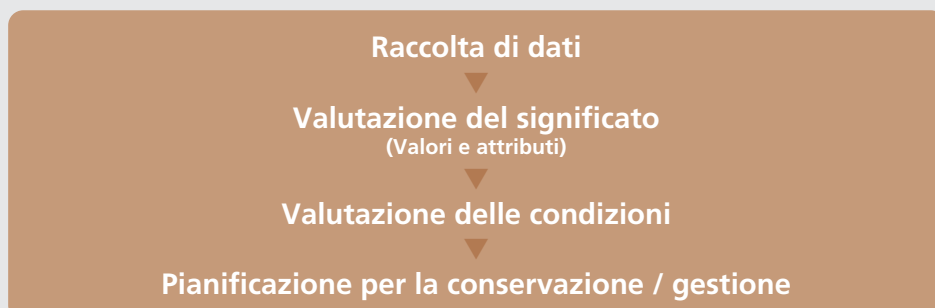 Raccolta di dati
Valutazione del significato
(Valori e attributi)
Valutazione delle condizioni
Pianificazione per la conservazione / gestione